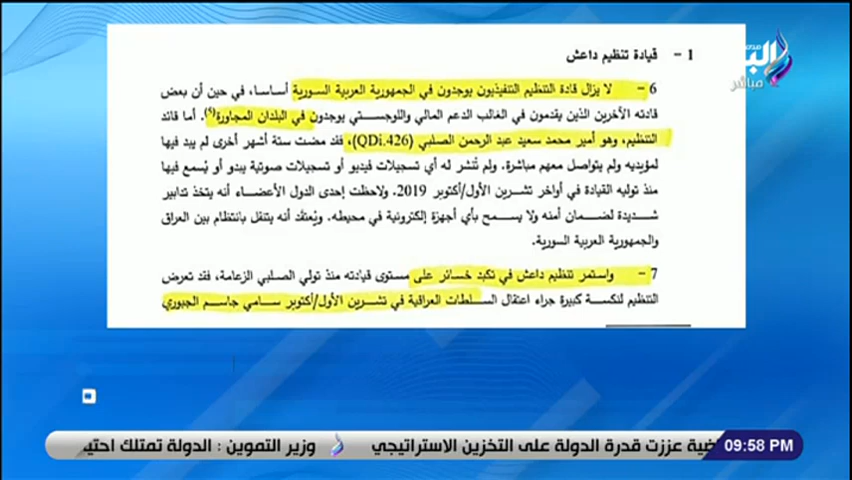 البلد
مباشر
1 - قيادة تنظيم داعش
6 - لا يزال قادة التنظيم التنفيذيون يوجدون في الجمهورية العربية السورية أساسا، في حين أن بعض
قادته الآخرين الذين يقدمون في الغالب الدعم المالي واللوجستي يوجدون في البلدان المجاورة(5). أما قائد
التنظيم، وهو أمير محمد سعيد عبد الرحمن الصلبي (QDi.426)، فقد مضت ستة أشهر أخرى لم يبد فيها
لمؤيديه ولم يتواصل معهم مباشرة. ولم تُنشر له أي تسجيلات فيديو أو تسجيلات صوتية يبدو أو يُسمع فيها
منذ توليه القيادة في أواخر تشرين الأول/أكتوبر 2019. ولاحظت إحدى الدول الأعضاء أنه يتخذ تدابير
شديدة لضمان أمنه ولا يسمح بأي أجهزة إلكترونية في محيطه. ويُعتقد أنه يتنقل بانتظام بين العراق
والجمهورية العربية السورية.
7 - واستمر تنظيم داعش في تكبد خسائر على مستوى قيادته منذ تولي الصلبي الزعامة، فقد تعرض
التنظيم لنكسة كبيرة جراء اعتقال السلطات العراقية في تشرين الأول/أكتوبر سامي جاسم الجبوري
09:58 PM
ضية عززت قدرة الدولة على التخزين الاستراتيجي
وزير التموين : الدولة تمتلك احتيـ